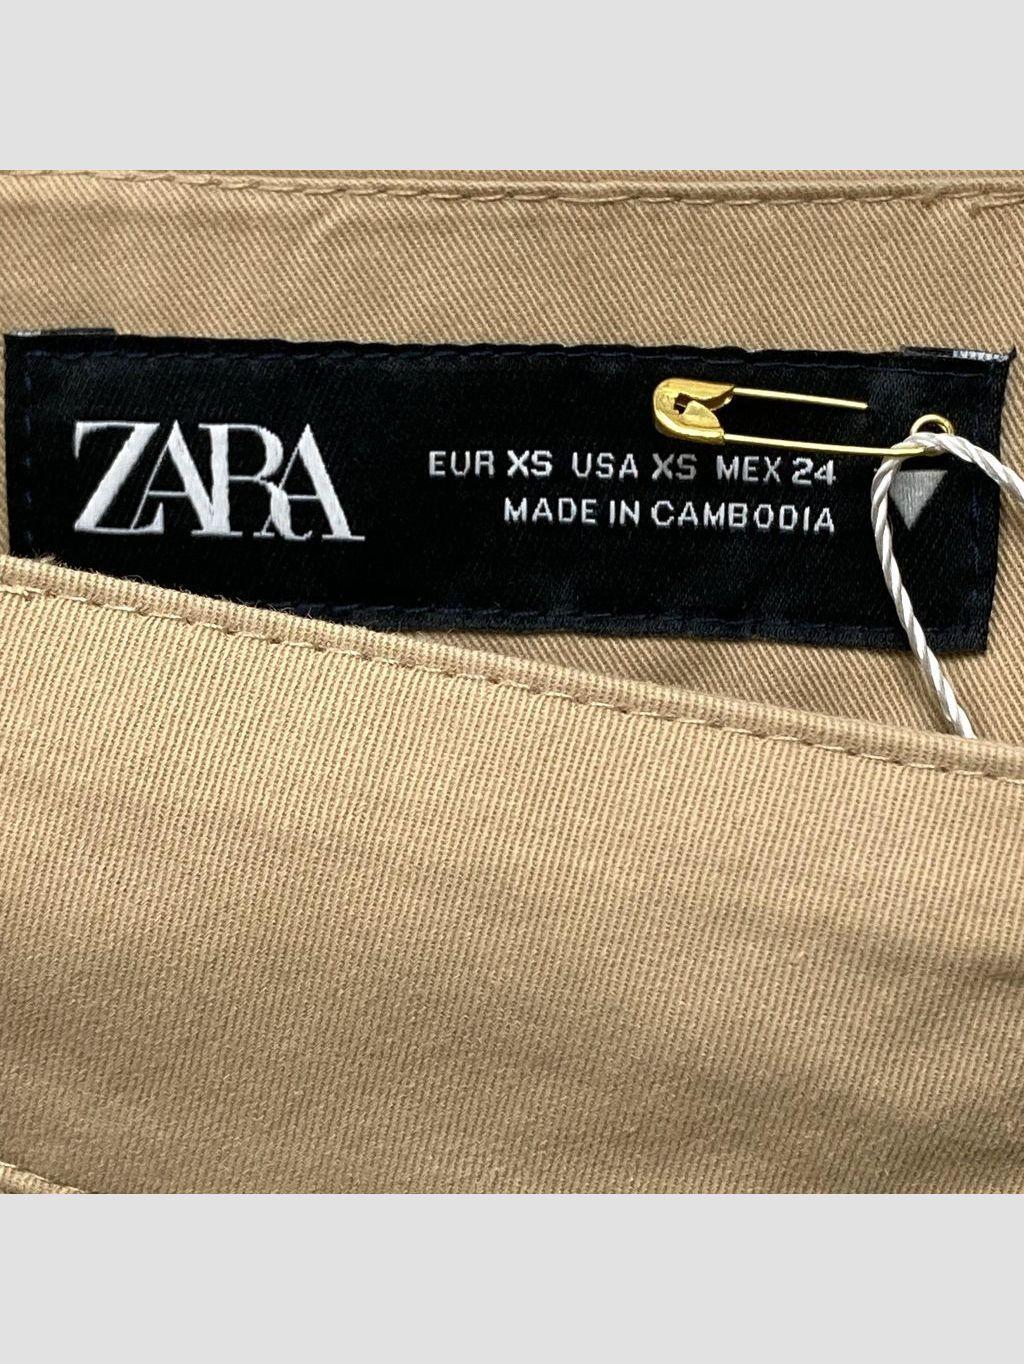 ZARA
EUR XS USA XS MEX 24
MADE IN CAMBODIA